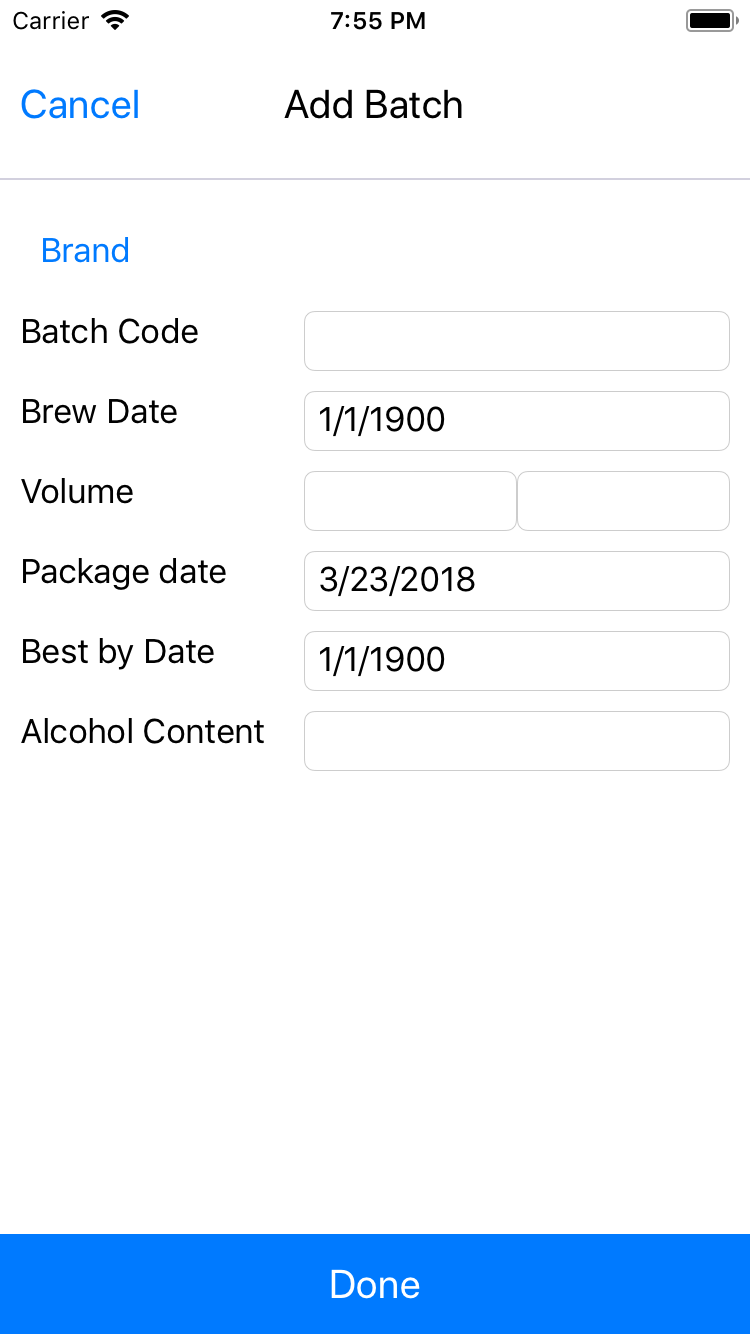 Carrier 7:55 PM
Cancel Add Batch
Brand
Batch Code
Brew Date 1/1/1900
Volume
Package date 3/23/2018
Best by Date 1/1/1900
Alcohol Content
Done